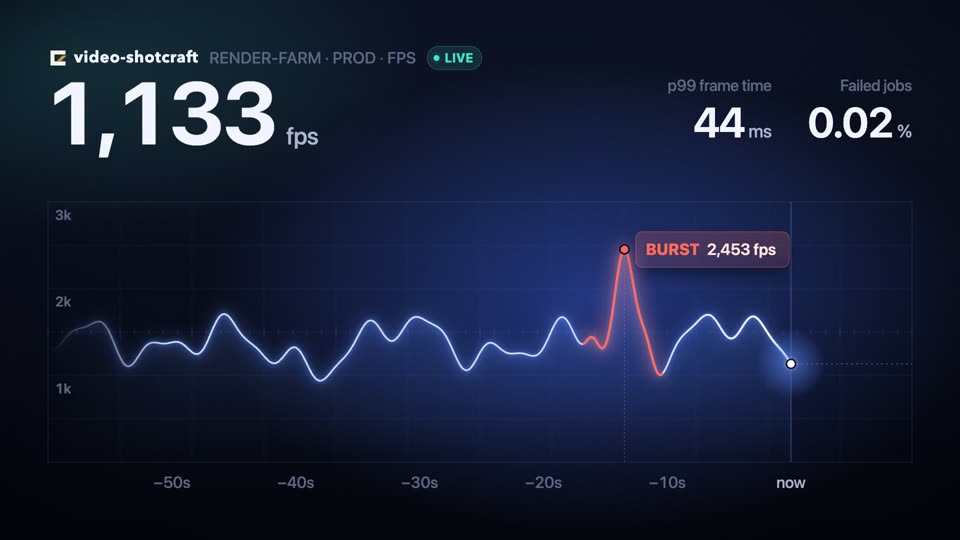 video-shotcraft RENDER-FARM · PROD · FPS LIVE
1,133 fps
p99 frame time
44 ms
Failed jobs
0.02 %
3k
BURST 2,453 fps
2k
1k
−50s −40s −30s −20s −10s now